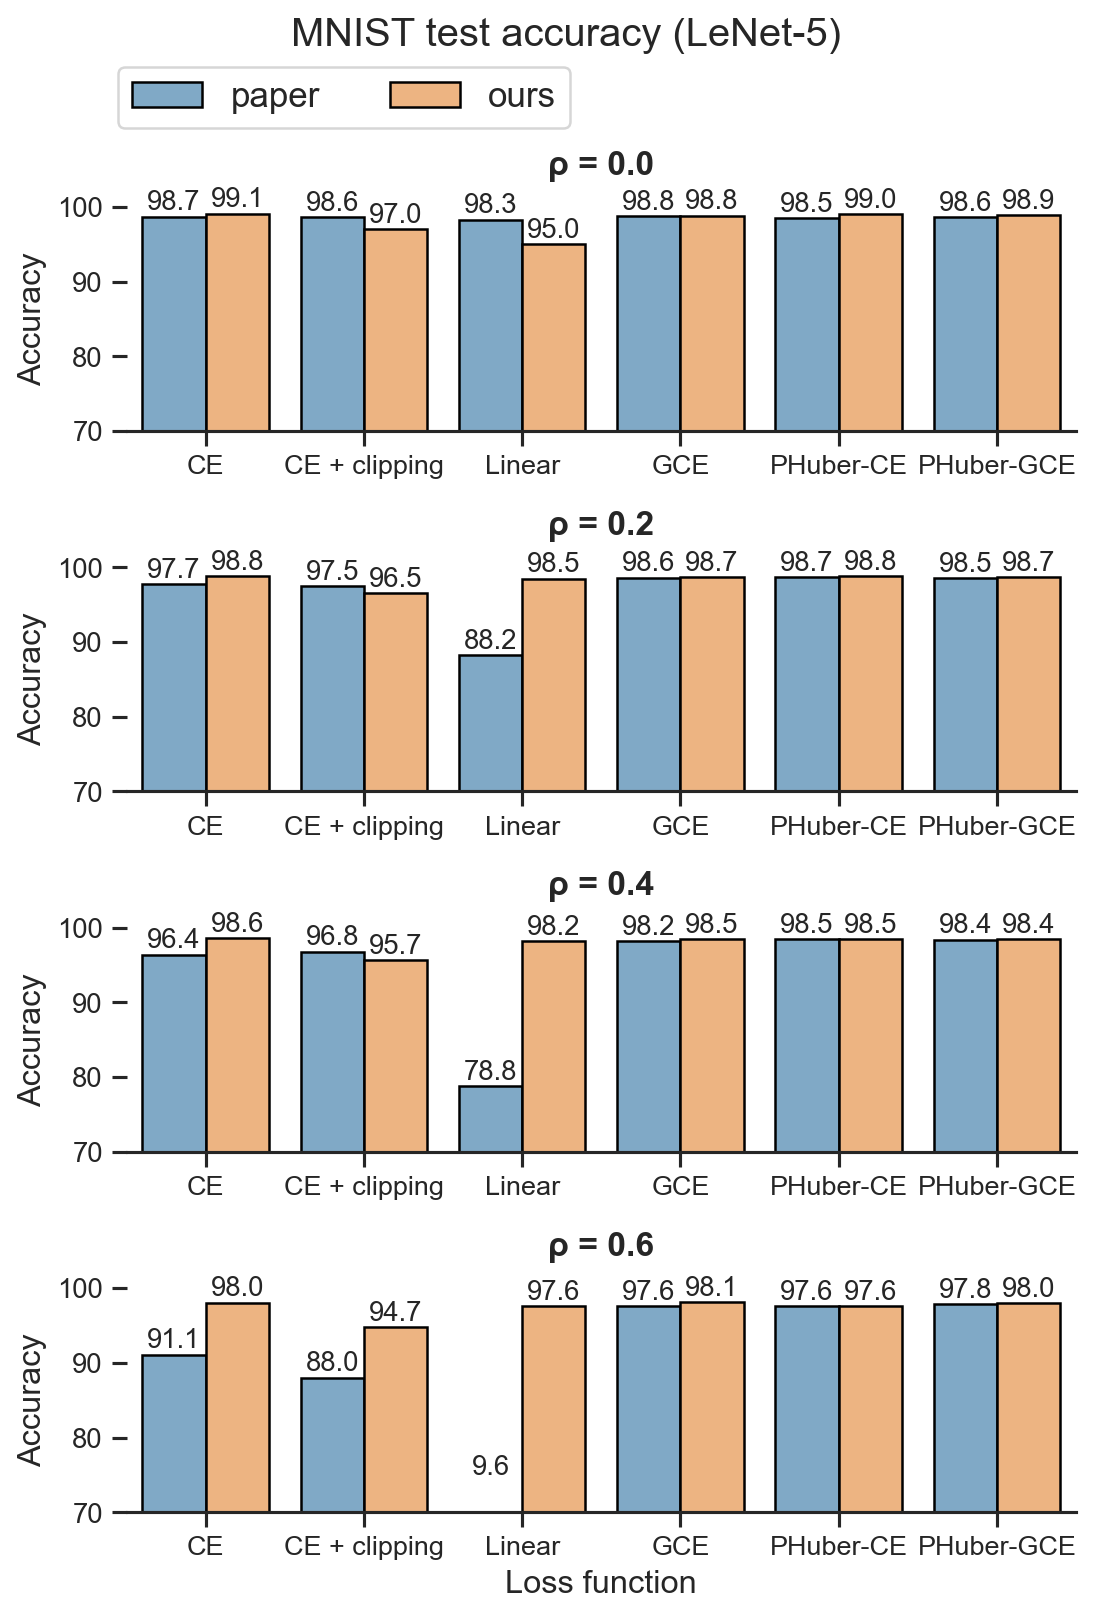 MNIST test accuracy (LeNet-5)
paper ours
ρ = 0.0
98.7 99.1 98.6 97.0 98.3 95.0 98.8 98.8 98.5 99.0 98.6 98.9
100
90
80
70
Accuracy
CE CE + clipping Linear GCE PHuber-CE PHuber-GCE
ρ = 0.2
97.7 98.8 97.5 96.5 88.2 98.5 98.6 98.7 98.7 98.8 98.5 98.7
100
90
80
70
Accuracy
CE CE + clipping Linear GCE PHuber-CE PHuber-GCE
ρ = 0.4
96.4 98.6 96.8 95.7 78.8 98.2 98.2 98.5 98.5 98.5 98.4 98.4
100
90
80
70
Accuracy
CE CE + clipping Linear GCE PHuber-CE PHuber-GCE
ρ = 0.6
91.1 98.0 88.0 94.7 9.6 97.6 97.6 98.1 97.6 97.6 97.8 98.0
100
90
80
70
Accuracy
CE CE + clipping Linear GCE PHuber-CE PHuber-GCE
Loss function